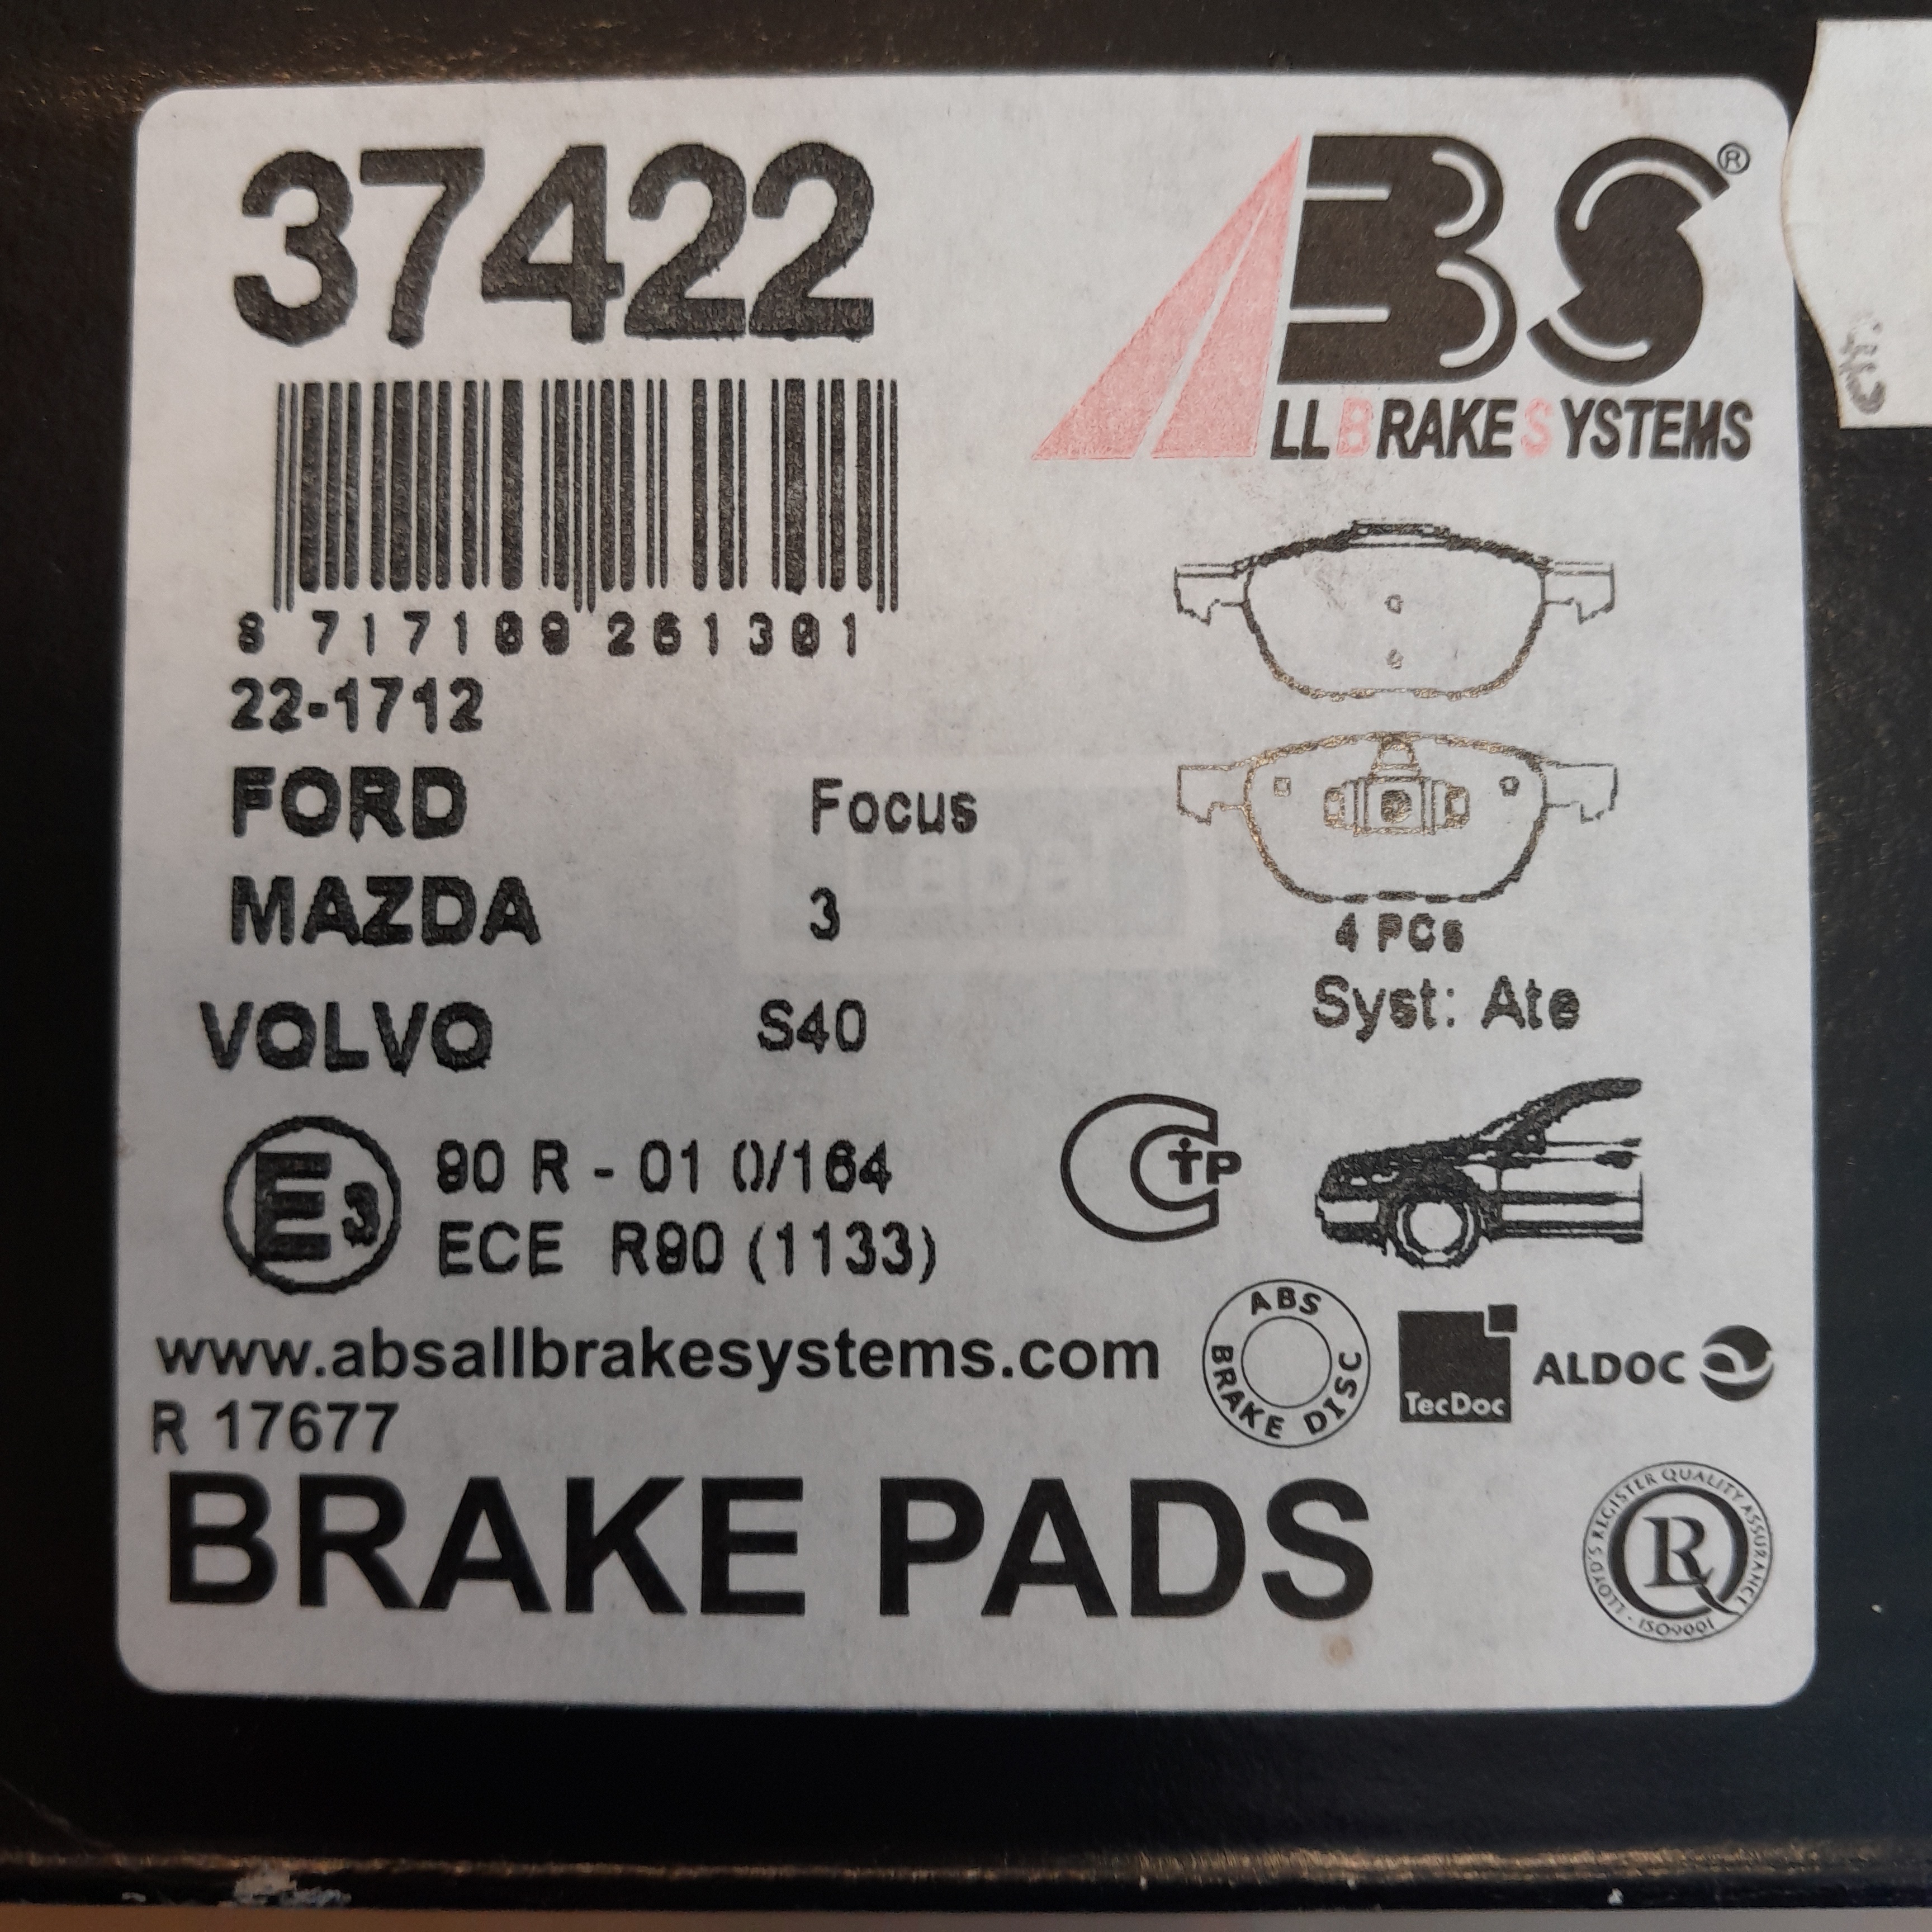 37422
ABS®
ALL BRAKE SYSTEMS
8 717109 261301
22-1712
FORD Focus
MAZDA 3
VOLVO S40
4 PCs
Syst: Ate
E3
90 R - 01 0/164
ECE R90 (1133)
www.absallbrakesystems.com
ABS BRAKE DISC
TecDoc
ALDOC
R 17677
BRAKE PADS
LLOYD'S REGISTER QUALITY ASSURANCE · ISO9001
LRQ